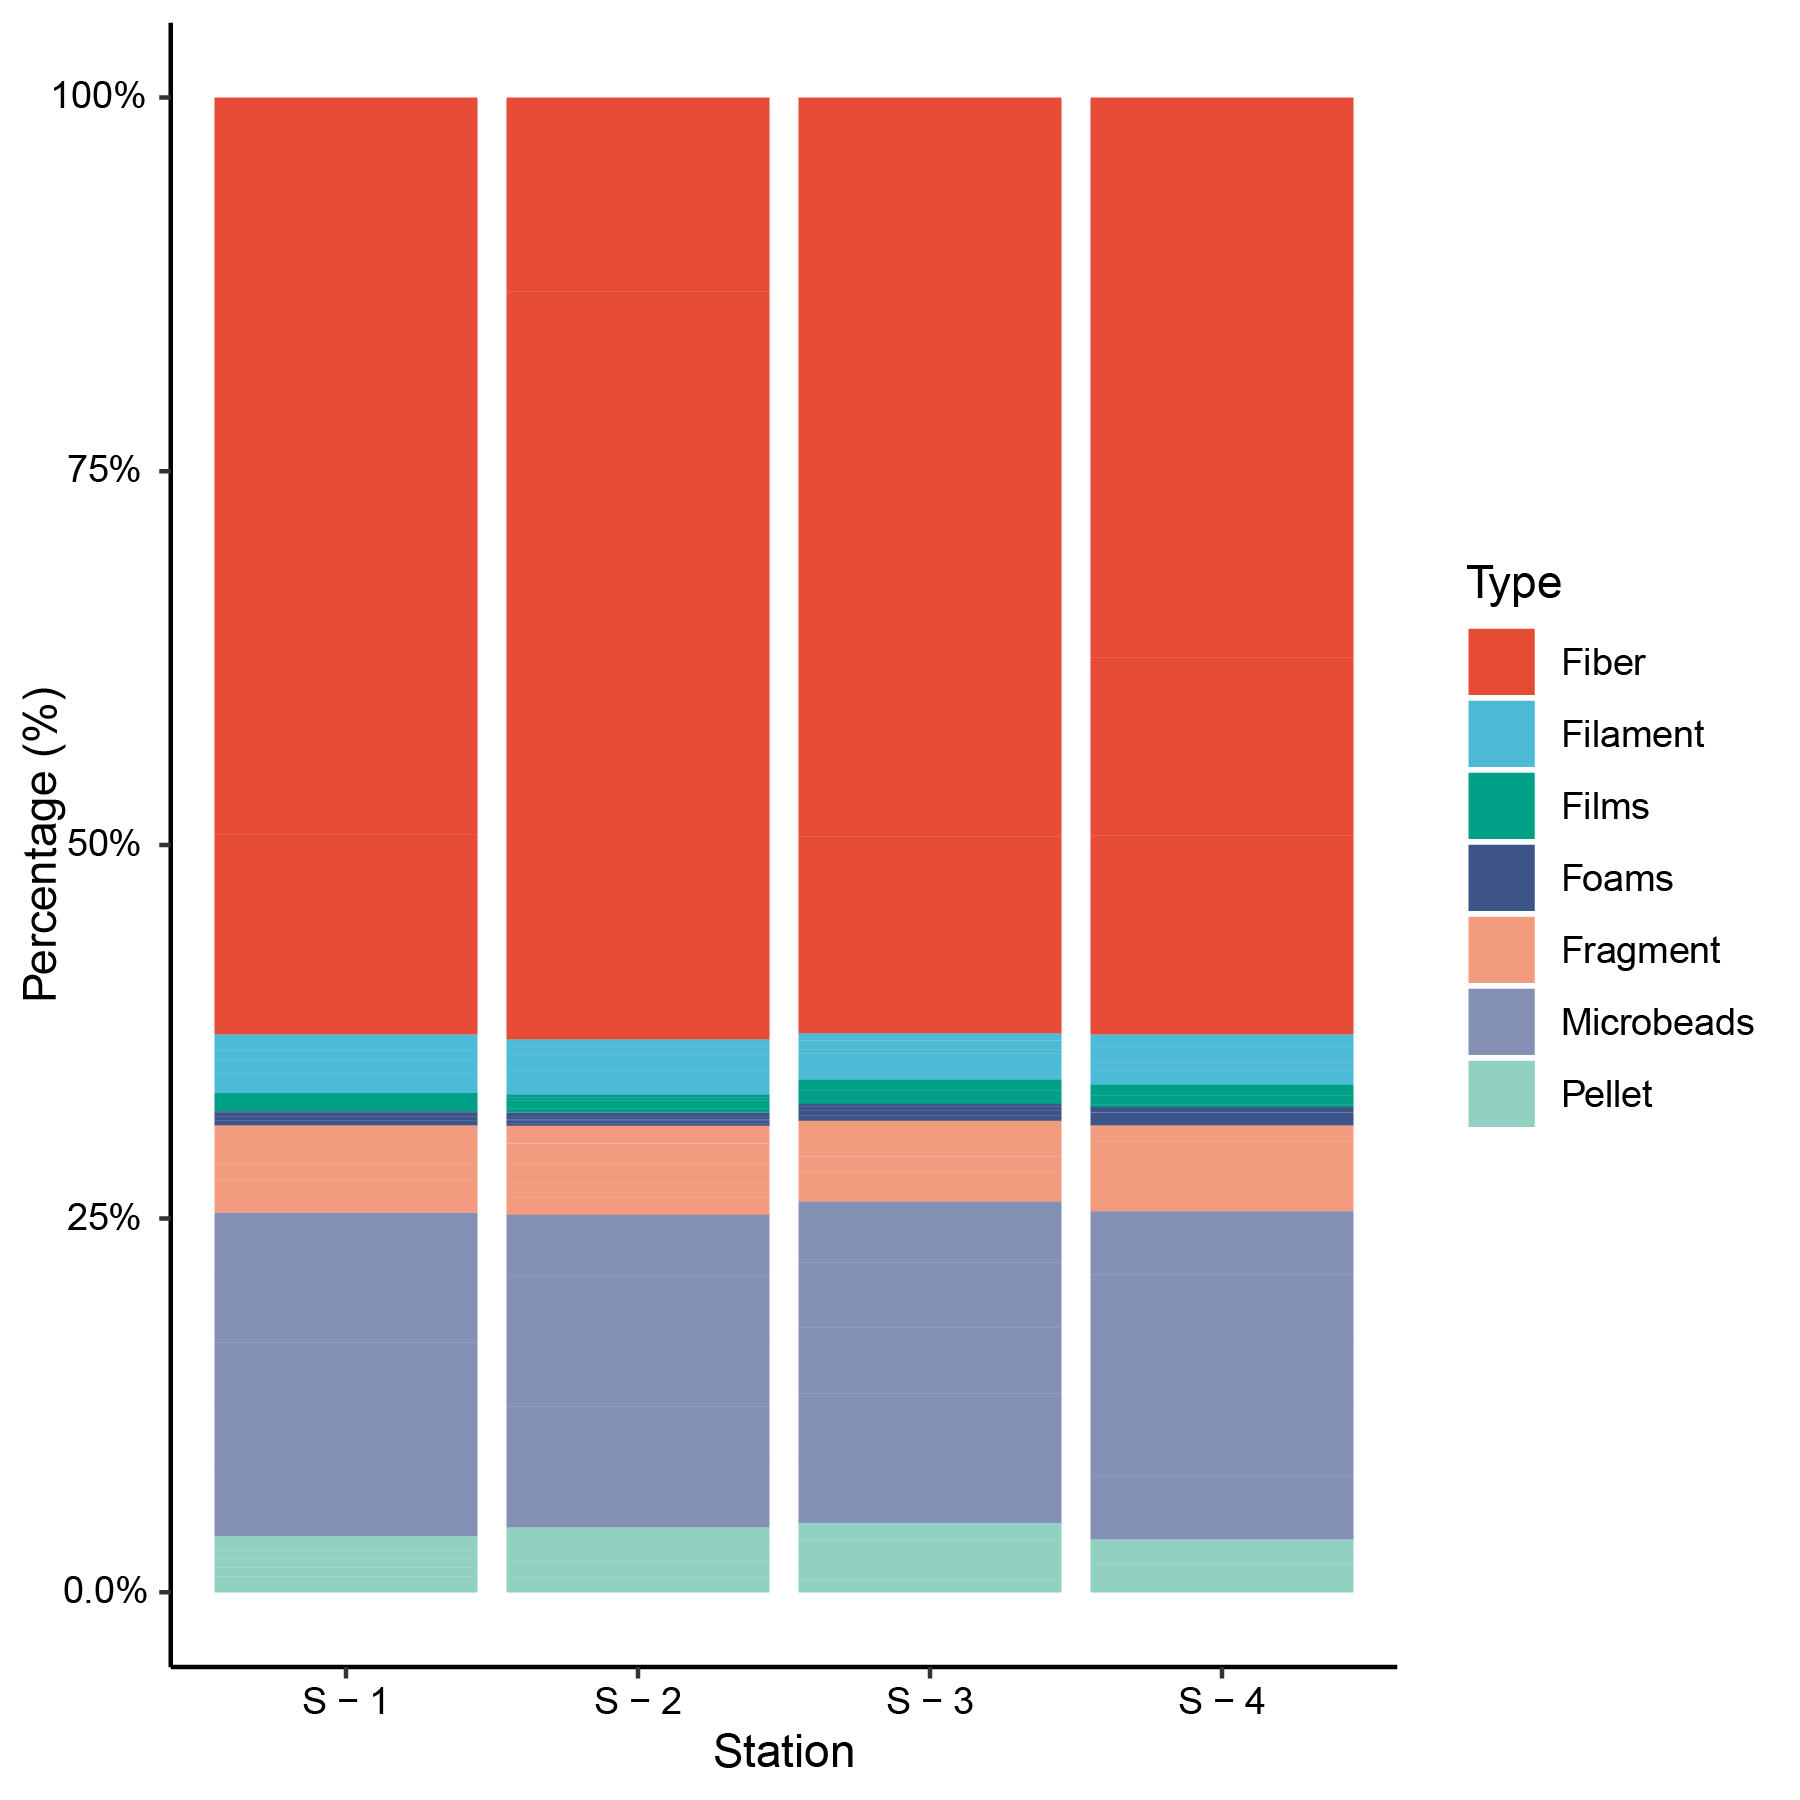 Percentage (%)
100%
75%
50%
25%
0.0%
S – 1
S – 2
S – 3
S – 4
Station
Type
Fiber
Filament
Films
Foams
Fragment
Microbeads
Pellet